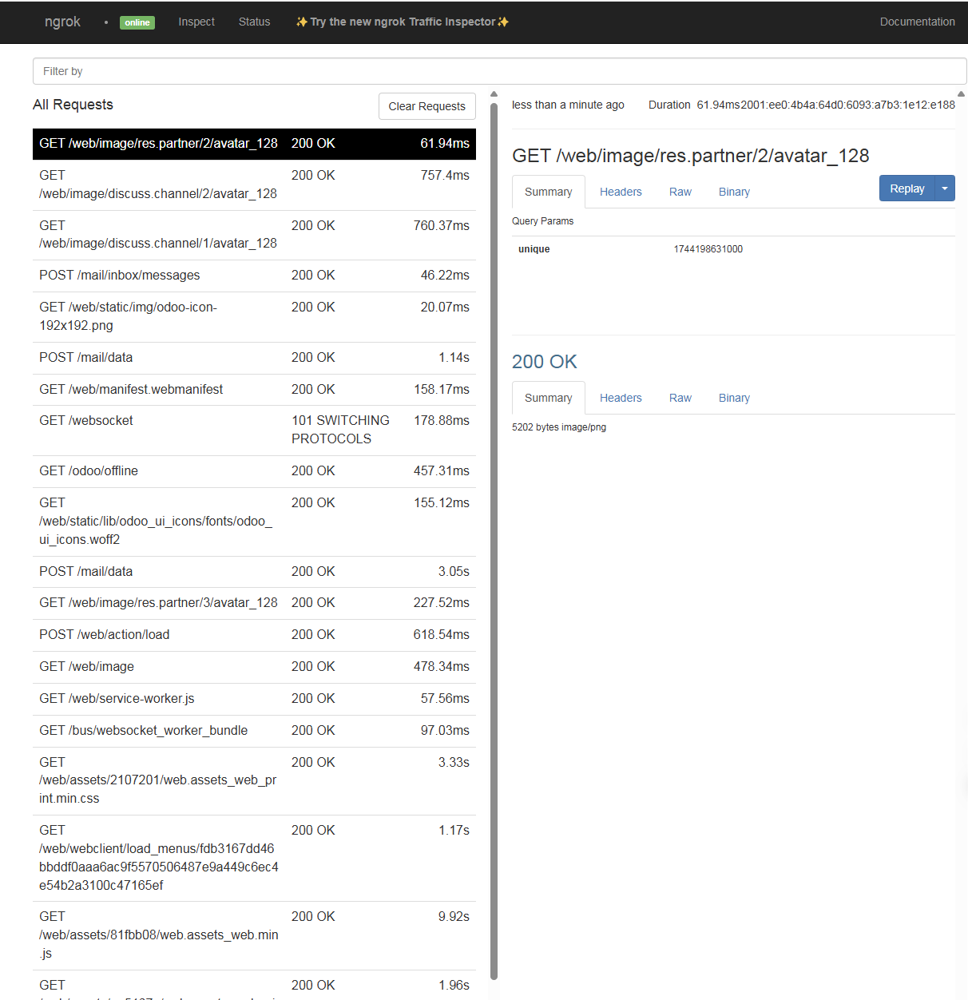 ngrok • online Inspect Status ✨Try the new ngrok Traffic Inspector✨ Documentation
Filter by
All Requests
Clear Requests
GET /web/image/res.partner/2/avatar_128 200 OK 61.94ms
GET 200 OK 757.4ms
/web/image/discuss.channel/2/avatar_128
GET 200 OK 760.37ms
/web/image/discuss.channel/1/avatar_128
POST /mail/inbox/messages 200 OK 46.22ms
GET /web/static/img/odoo-icon- 200 OK 20.07ms
192x192.png
POST /mail/data 200 OK 1.14s
GET /web/manifest.webmanifest 200 OK 158.17ms
GET /websocket 101 SWITCHING 178.88ms
PROTOCOLS
GET /odoo/offline 200 OK 457.31ms
GET 200 OK 155.12ms
/web/static/lib/odoo_ui_icons/fonts/odoo_
ui_icons.woff2
POST /mail/data 200 OK 3.05s
GET /web/image/res.partner/3/avatar_128 200 OK 227.52ms
POST /web/action/load 200 OK 618.54ms
GET /web/image 200 OK 478.34ms
GET /web/service-worker.js 200 OK 57.56ms
GET /bus/websocket_worker_bundle 200 OK 97.03ms
GET 200 OK 3.33s
/web/assets/2107201/web.assets_web_pr
int.min.css
GET 200 OK 1.17s
/web/webclient/load_menus/fdb3167dd46
bbddf0aaa6ac9f5570506487e9a449c6ec4
e54b2a3100c47165ef
GET 200 OK 9.92s
/web/assets/81fbb08/web.assets_web.min
.js
GET 200 OK 1.96s
less than a minute ago Duration 61.94ms 2001:ee0:4b4a:64d0:6093:a7b3:1e12:e188
GET /web/image/res.partner/2/avatar_128
Summary Headers Raw Binary Replay
Query Params
unique 1744198631000
200 OK
Summary Headers Raw Binary
5202 bytes image/png